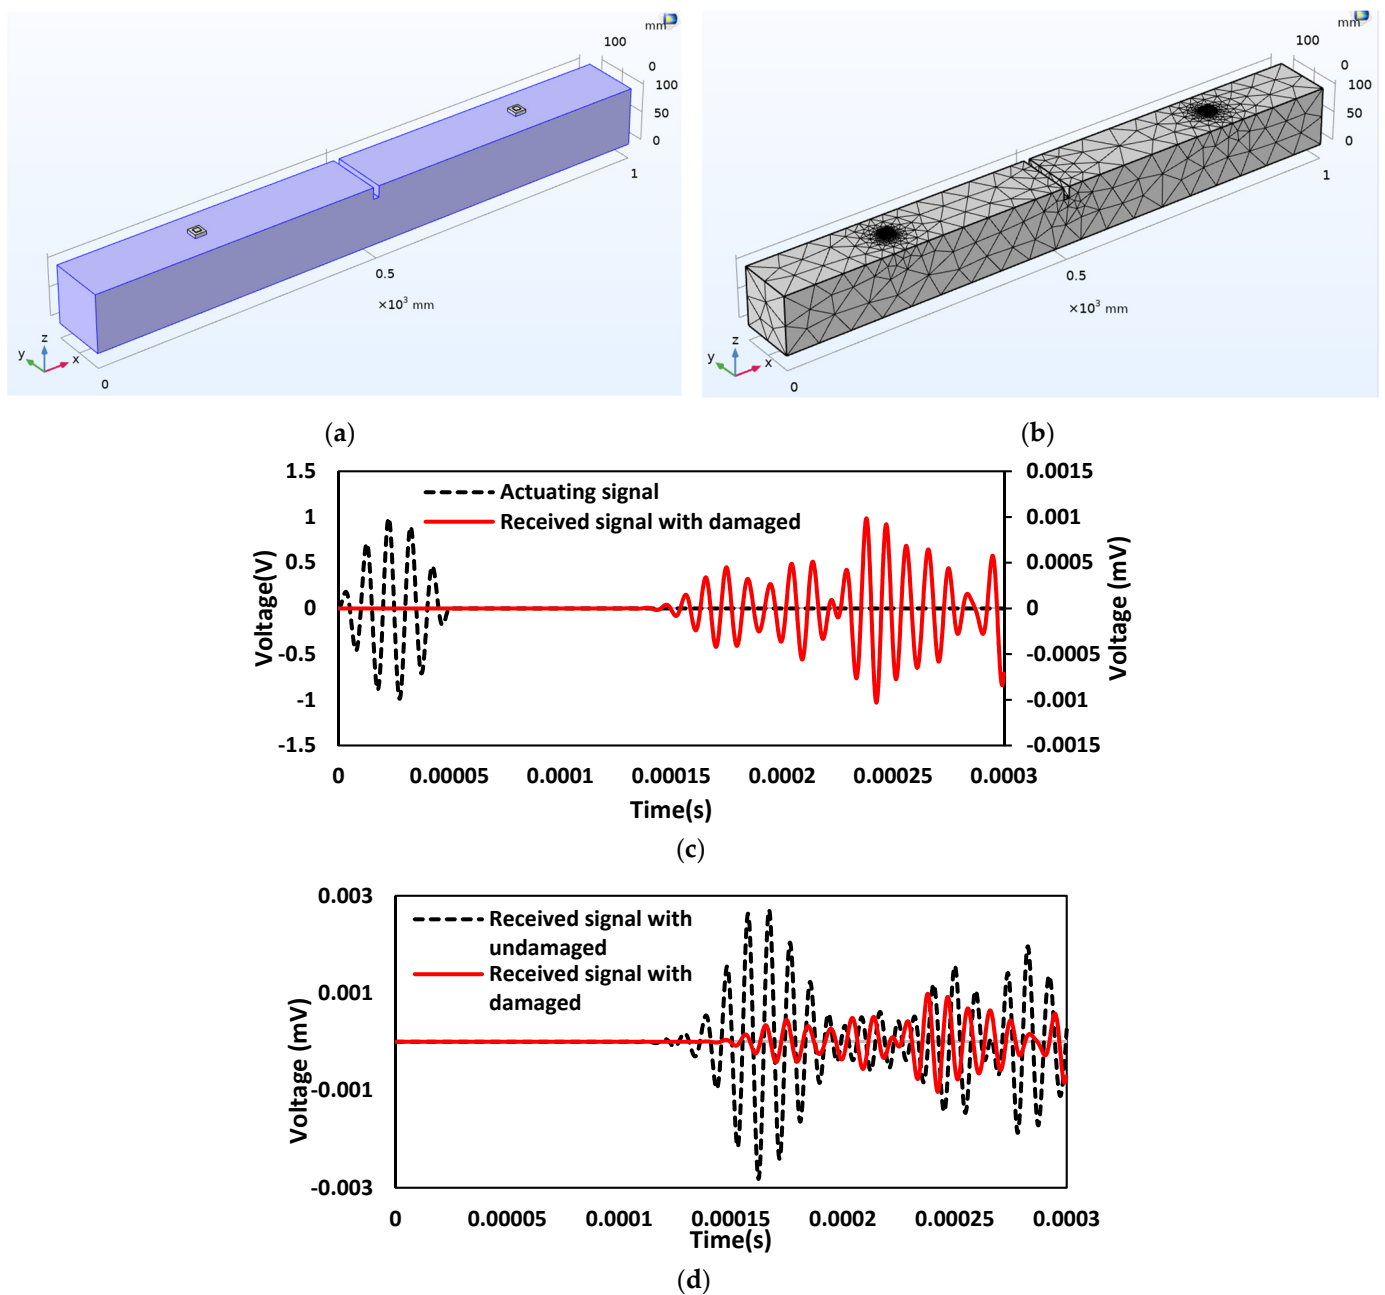 mm
100
0
100
50
0
1
0.5
×10³ mm
z
y
x
0
mm
100
0
100
50
0
1
0.5
×10³ mm
z
y
x
0
(a)
(b)
1.5
1
0.5
0
-0.5
-1
-1.5
Voltage(V)
Actuating signal
Received signal with damaged
0.0015
0.001
0.0005
0
-0.0005
-0.001
-0.0015
Voltage (mV)
0 0.00005 0.0001 0.00015 0.0002 0.00025 0.0003
Time(s)
(c)
0.003
0.001
-0.001
-0.003
Voltage (mV)
Received signal with
undamaged
Received signal with
damaged
0 0.00005 0.0001 0.00015 0.0002 0.00025 0.0003
Time(s)
(d)